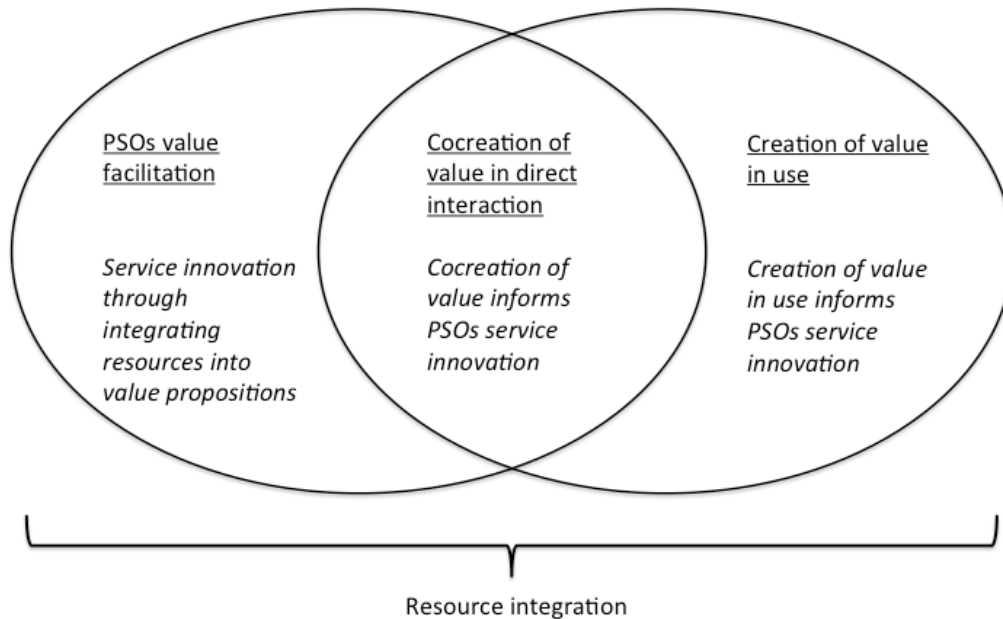 PSOs value
facilitation
Service innovation
through
integrating
resources into
value propositions
Cocreation of
value in direct
interaction
Cocreation of
value informs
PSOs service
innovation
Creation of value
in use
Creation of value
in use informs
PSOs service
innovation
Resource integration